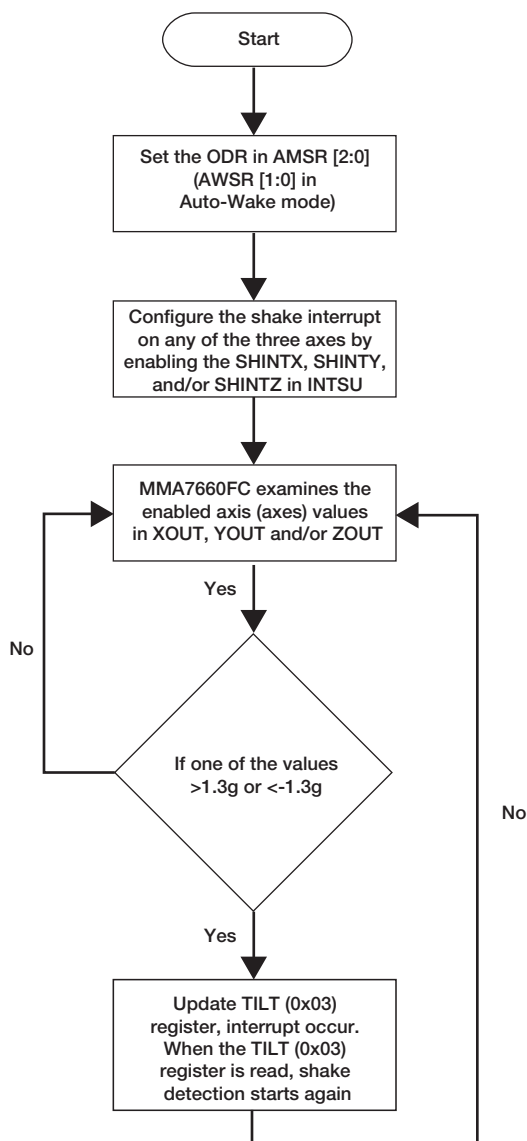 Start
Set the ODR in AMSR [2:0]
(AWSR [1:0] in
Auto-Wake mode)
Configure the shake interrupt
on any of the three axes by
enabling the SHINTX, SHINTY,
and/or SHINTZ in INTSU
MMA7660FC examines the
enabled axis (axes) values
in XOUT, YOUT and/or ZOUT
Yes
No
If one of the values
>1.3g or <-1.3g
No
Yes
Update TILT (0x03)
register, interrupt occur.
When the TILT (0x03)
register is read, shake
detection starts again